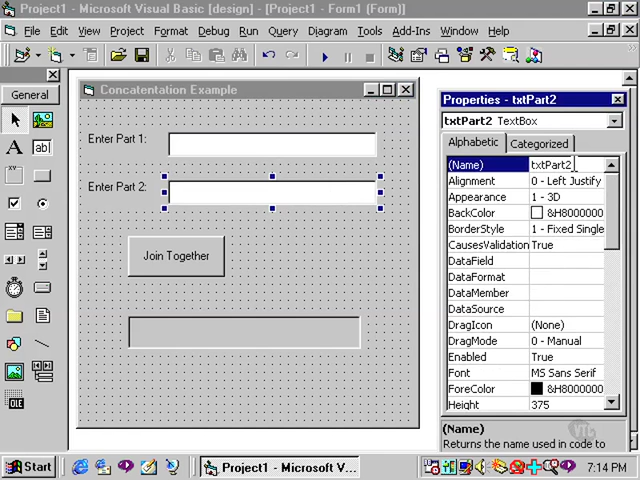 Project1 - Microsoft Visual Basic [design] - [Project1 - Form1 (Form)]
File Edit View Project Format Debug Run Query Diagram Tools Add-Ins Window Help
General
A
ab|
xy
OLE
Concatentation Example
Enter Part 1:
Enter Part 2:
Join Together
Properties - txtPart2
txtPart2 TextBox
Alphabetic Categorized
(Name) txtPart2
Alignment 0 - Left Justify
Appearance 1 - 3D
BackColor &H8000000
BorderStyle 1 - Fixed Single
CausesValidation True
DataField
DataFormat
DataMember
DataSource
DragIcon (None)
DragMode 0 - Manual
Enabled True
Font MS Sans Serif
ForeColor &H8000000
Height 375
(Name)
Returns the name used in code to
Start
Project1 - Microsoft V...
7:14 PM